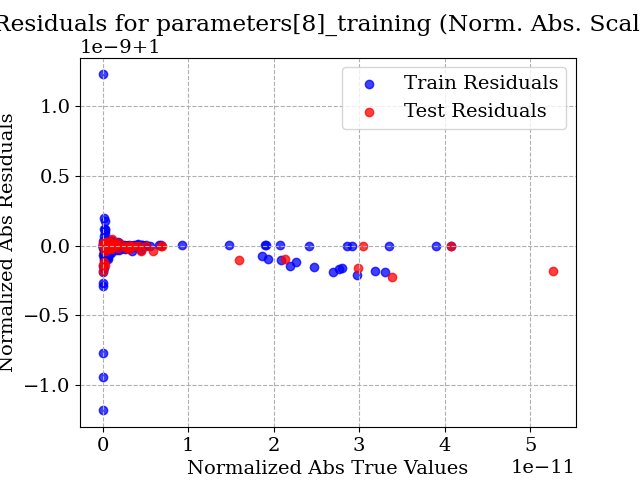 Residuals for parameters[8]_training (Norm. Abs. Scal
1e−9+1
Train Residuals
Test Residuals
Normalized Abs Residuals
1.0
0.5
0.0
−0.5
−1.0
0 1 2 3 4 5
1e−11
Normalized Abs True Values